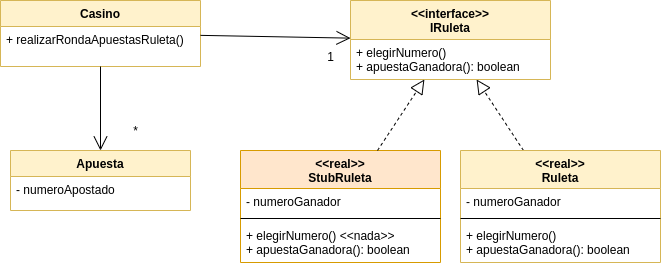 Casino
+ realizarRondaApuestasRuleta()
1
<<interface>>
IRuleta
+ elegirNumero()
+ apuestaGanadora(): boolean
*
Apuesta
- numeroApostado
<<real>>
StubRuleta
- numeroGanador
+ elegirNumero() <<nada>>
+ apuestaGanadora(): boolean
<<real>>
Ruleta
- numeroGanador
+ elegirNumero()
+ apuestaGanadora(): boolean